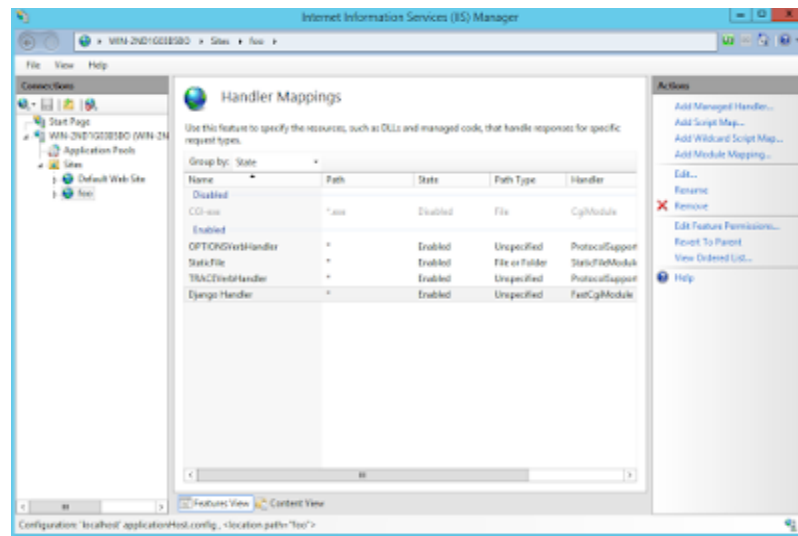 Internet Information Services (IIS) Manager
Sites foo
File View Help
Connections
Start Page
Application Pools
Sites
Default Web Site
foo
Handler Mappings
Use this feature to specify the resources, such as DLLs and managed code, that handle responses for specific
request types.
Group by: State
Name Path State Path Type Handler
Disabled
CGI-exe *.exe Disabled File CgiModule
Enabled
OPTIONSVerbHandler * Enabled Unspecified ProtocolSupport
StaticFile * Enabled File or Folder StaticFileModul
TRACEVerbHandler * Enabled Unspecified ProtocolSupport
Django Handler * Enabled Unspecified FastCgiModule
Features View Content View
Configuration: 'localhost' applicationHost.config , <location path="foo">
Actions
Add Managed Handler...
Add Script Map...
Add Wildcard Script Map...
Add Module Mapping...
Edit...
Rename
Remove
Edit Feature Permissions...
Revert To Parent
View Ordered List...
Help